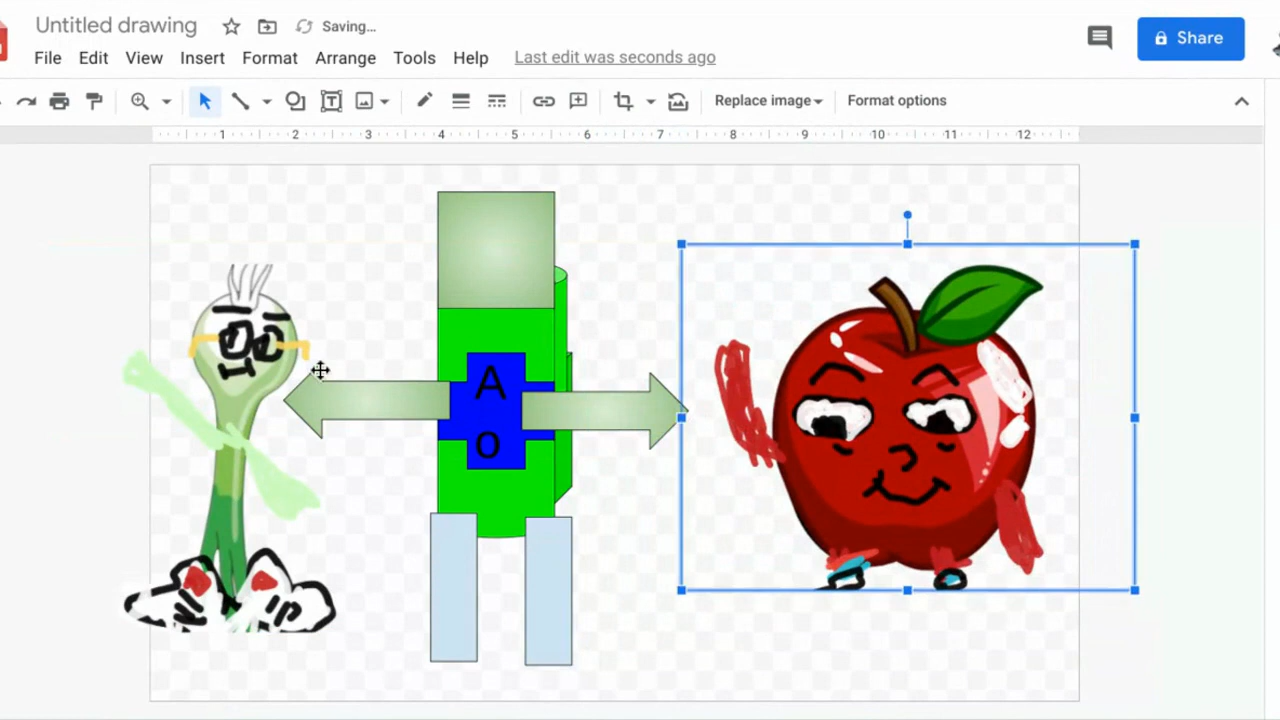 Untitled drawing
Saving...
File Edit View Insert Format Arrange Tools Help Last edit was seconds ago
Share
Replace image
Format options
1 2 3 4 5 6 7 8 9 10 11 12
A
o